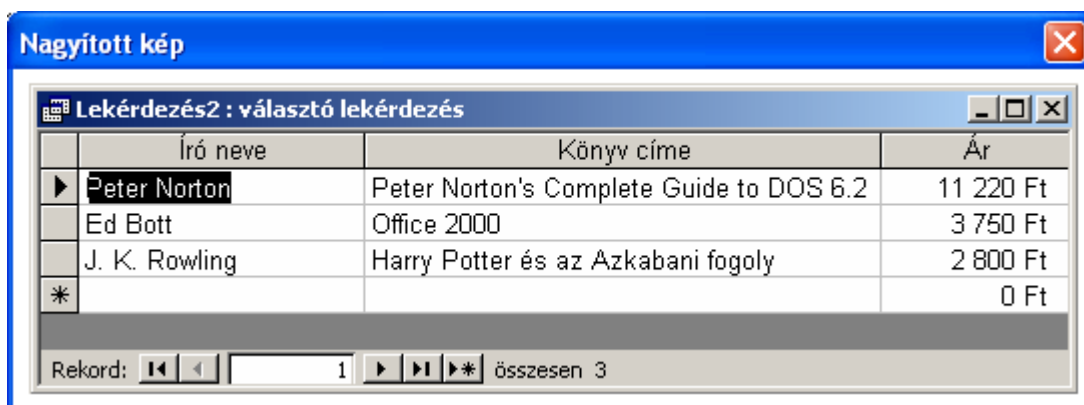 Nagyított kép
Lekérdezés2 : választó lekérdezés
Író neve Könyv címe Ár
Peter Norton Peter Norton's Complete Guide to DOS 6.2 11 220 Ft
Ed Bott Office 2000 3 750 Ft
J. K. Rowling Harry Potter és az Azkabani fogoly 2 800 Ft
0 Ft
Rekord: 1 összesen 3